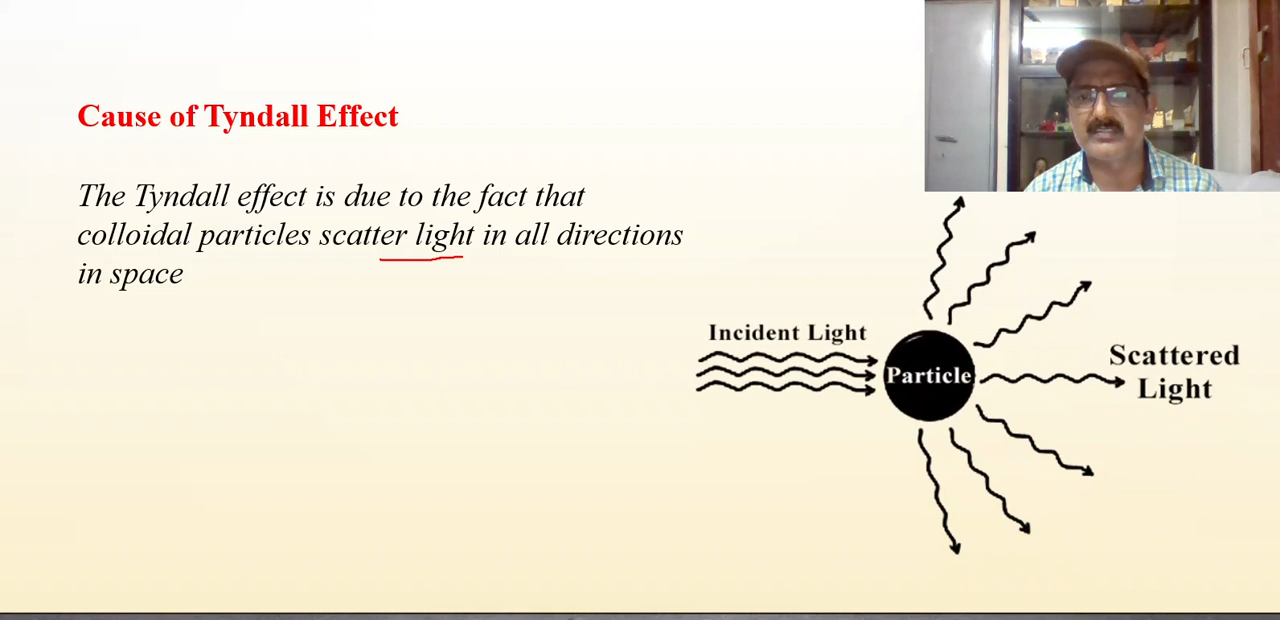 Cause of Tyndall Effect
The Tyndall effect is due to the fact that
colloidal particles scatter light in all directions
in space
Incident Light
Particle
Scattered
Light